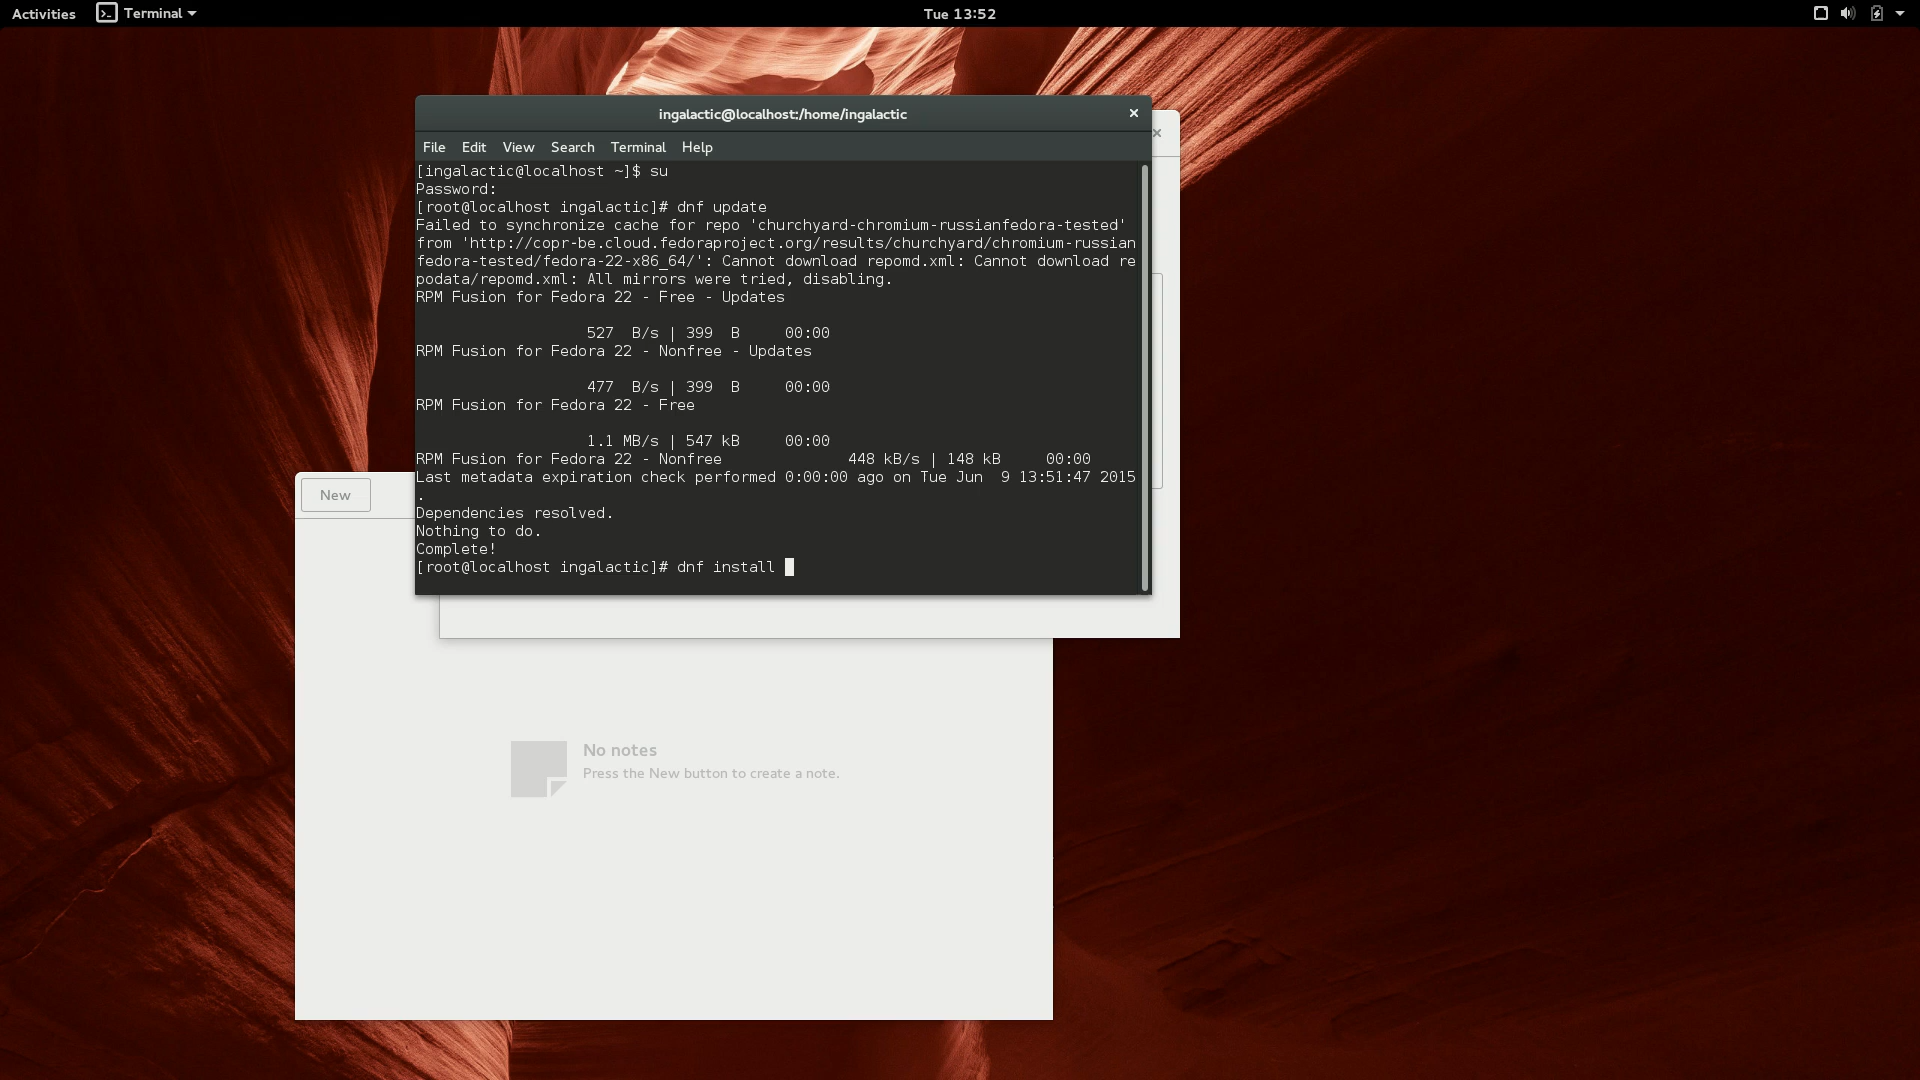 Activities Terminal Tue 13:52
ingalactic@localhost:/home/ingalactic
File Edit View Search Terminal Help
[ingalactic@localhost ~]$ su
Password:
[root@localhost ingalactic]# dnf update
Failed to synchronize cache for repo 'churchyard-chromium-russianfedora-tested'
from 'http://copr-be.cloud.fedoraproject.org/results/churchyard/chromium-russian
fedora-tested/fedora-22-x86_64/': Cannot download repomd.xml: Cannot download re
podata/repomd.xml: All mirrors were tried, disabling.
RPM Fusion for Fedora 22 - Free - Updates
527  B/s | 399  B     00:00
RPM Fusion for Fedora 22 - Nonfree - Updates
477  B/s | 399  B     00:00
RPM Fusion for Fedora 22 - Free
1.1 MB/s | 547 kB     00:00
RPM Fusion for Fedora 22 - Nonfree              448 kB/s | 148 kB     00:00
Last metadata expiration check performed 0:00:00 ago on Tue Jun  9 13:51:47 2015
.
Dependencies resolved.
Nothing to do.
Complete!
[root@localhost ingalactic]# dnf install
New
No notes
Press the New button to create a note.